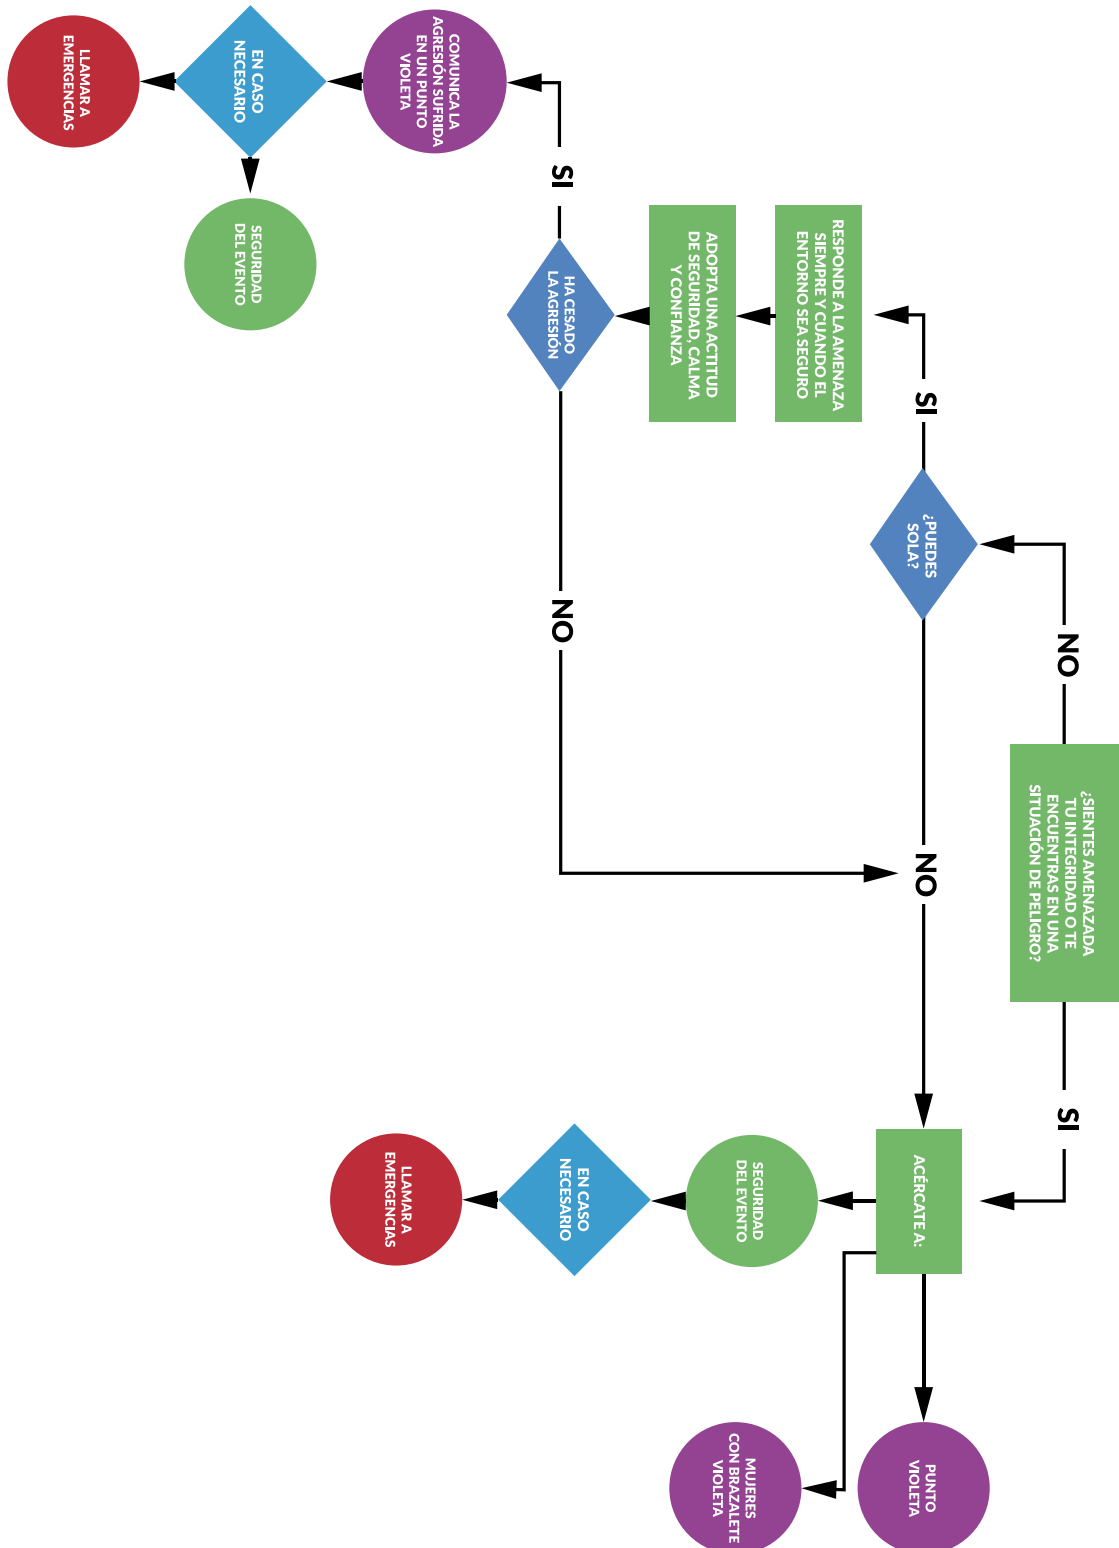 ¿SIENTES AMENAZADA
TU INTEGRIDAD O TE
ENCUENTRAS EN UNA
SITUACIÓN DE PELIGRO?
NO
SI
¿PUEDES
SOLA?
SI
NO
RESPONDE A LA AMENAZA
SIEMPRE Y CUANDO EL
ENTORNO SEA SEGURO
ADOPTA UNA ACTITUD
DE SEGURIDAD, CALMA
Y CONFIANZA
HA CESADO
LA AGRESIÓN
SI
NO
COMUNICA LA
AGRESIÓN SUFRIDA
EN UN PUNTO
VIOLETA
EN CASO
NECESARIO
SEGURIDAD
DEL EVENTO
LLAMAR A
EMERGENCIAS
ACÉRCATE A:
PUNTO
VIOLETA
MUJERES
CON BRAZALETE
VIOLETA
SEGURIDAD
DEL EVENTO
EN CASO
NECESARIO
LLAMAR A
EMERGENCIAS